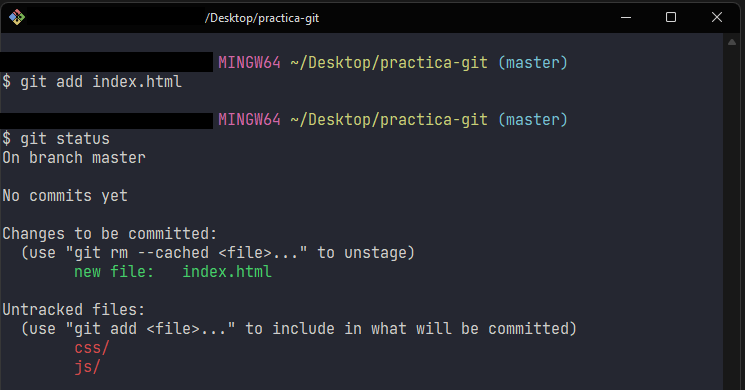 /Desktop/practica-git
MINGW64 ~/Desktop/practica-git (master)
$ git add index.html
MINGW64 ~/Desktop/practica-git (master)
$ git status
On branch master
No commits yet
Changes to be committed:
  (use "git rm --cached <file>..." to unstage)
        new file:   index.html
Untracked files:
  (use "git add <file>..." to include in what will be committed)
        css/
        js/